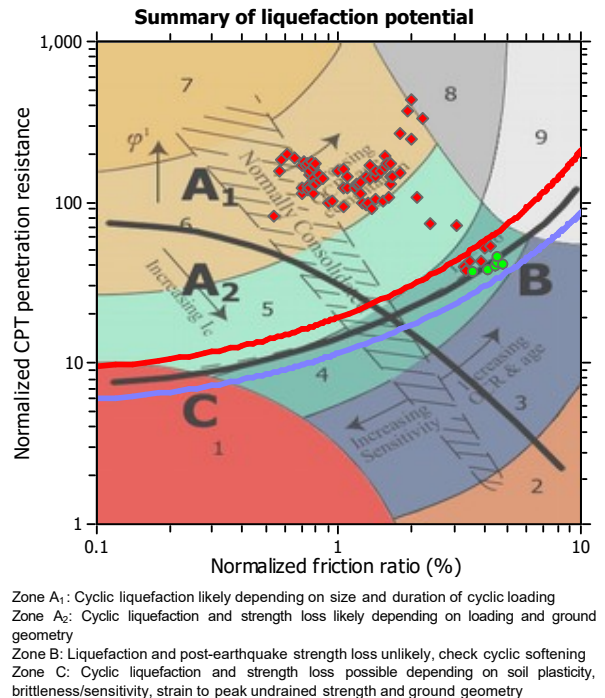 Summary of liquefaction potential
1,000
7
8
9
φ'
Increasing
OCR
Normally Consolidated
A1
100
6
A2
Increasing Ic
5
B
10
4
Increasing
OCR & age
C
3
Increasing
Sensitivity
1
2
1
0.1
1
10
Normalized CPT penetration resistance
Normalized friction ratio (%)
Zone A1: Cyclic liquefaction likely depending on size and duration of cyclic loading
Zone A2: Cyclic liquefaction and strength loss likely depending on loading and ground
geometry
Zone B: Liquefaction and post-earthquake strength loss unlikely, check cyclic softening
Zone C: Cyclic liquefaction and strength loss possible depending on soil plasticity,
brittleness/sensitivity, strain to peak undrained strength and ground geometry